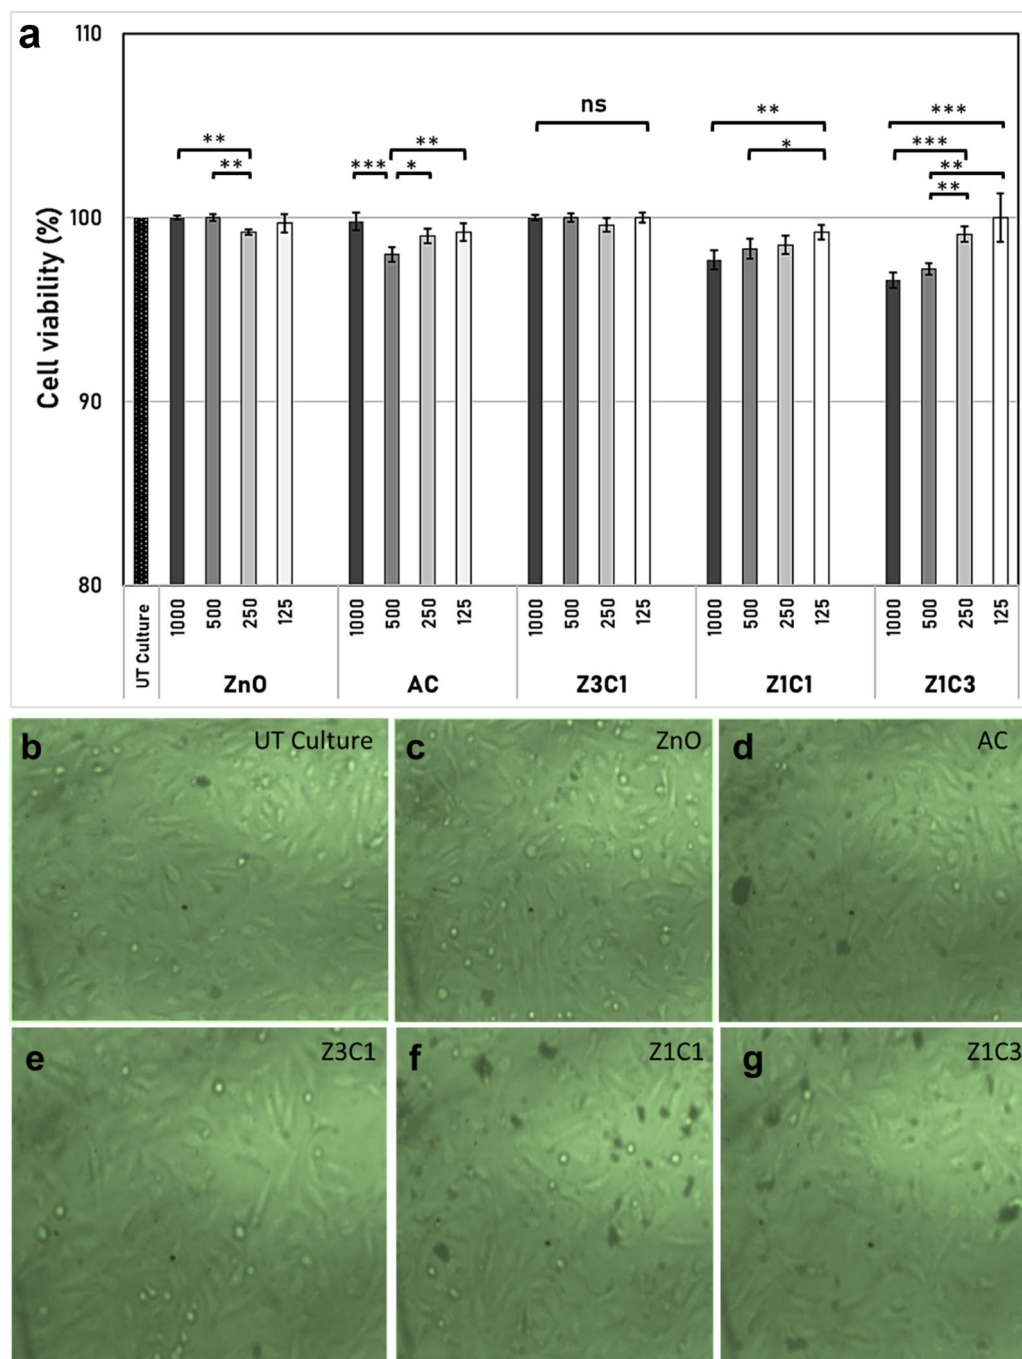 a
110
100
90
80
Cell viability (%)
** ** *** ** * ns ** * *** *** ** **
UT Culture 1000 500 250 125 1000 500 250 125 1000 500 250 125 1000 500 250 125 1000 500 250 125
ZnO AC Z3C1 Z1C1 Z1C3
b UT Culture c ZnO d AC
e Z3C1 f Z1C1 g Z1C3